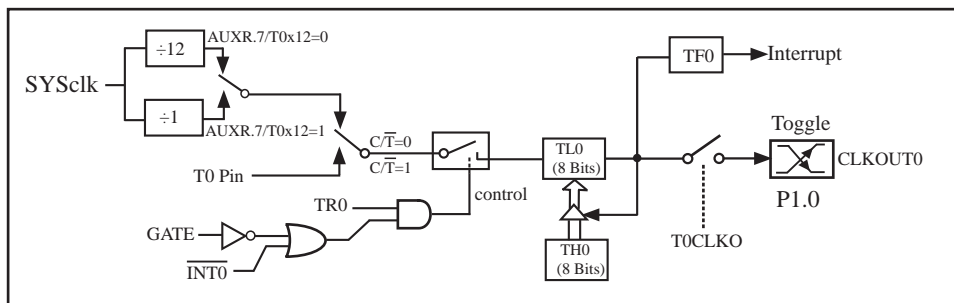 AUXR.7/T0x12=0
÷12
SYSclk
÷1
AUXR.7/T0x12=1
T0 Pin
C/T̅=0
C/T̅=1
control
TR0
GATE
I̅N̅T̅0̅
TL0
(8 Bits)
TH0
(8 Bits)
TF0
Interrupt
Toggle
CLKOUT0
P1.0
T0CLKO